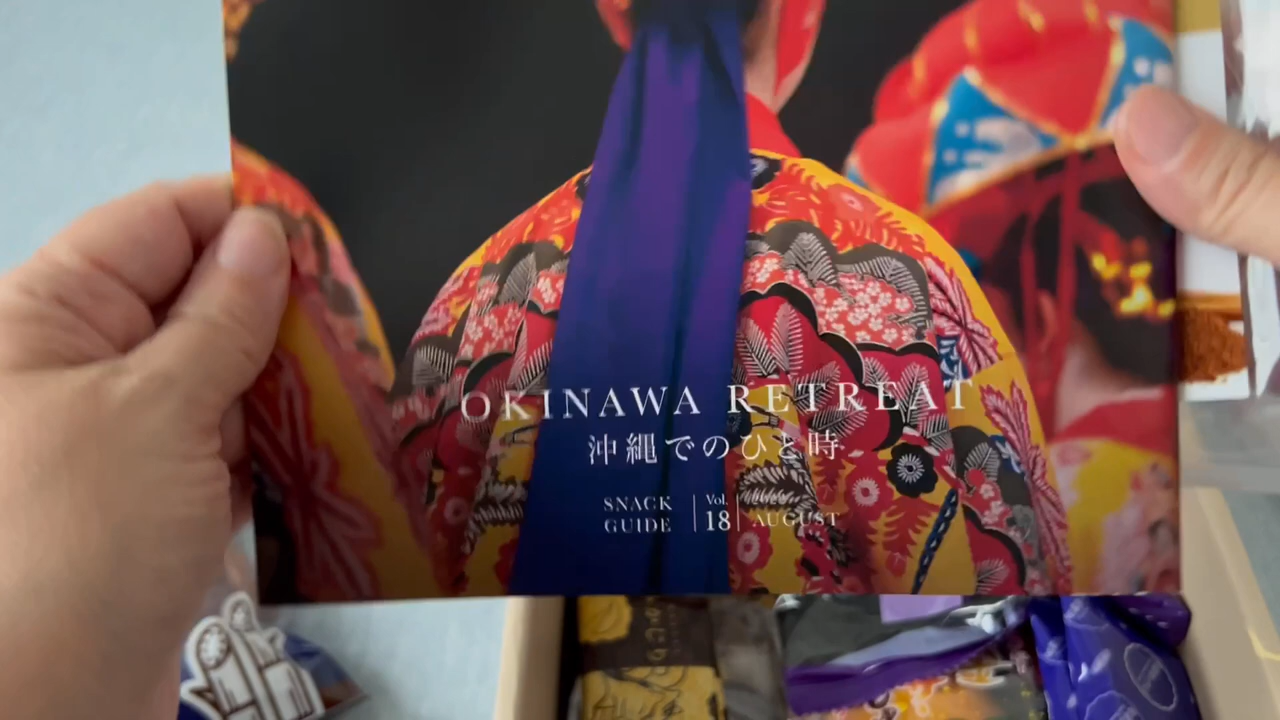 OKINAWA RETREAT
沖縄でのひと時
SNACK GUIDE
Vol. 18
AUGUST